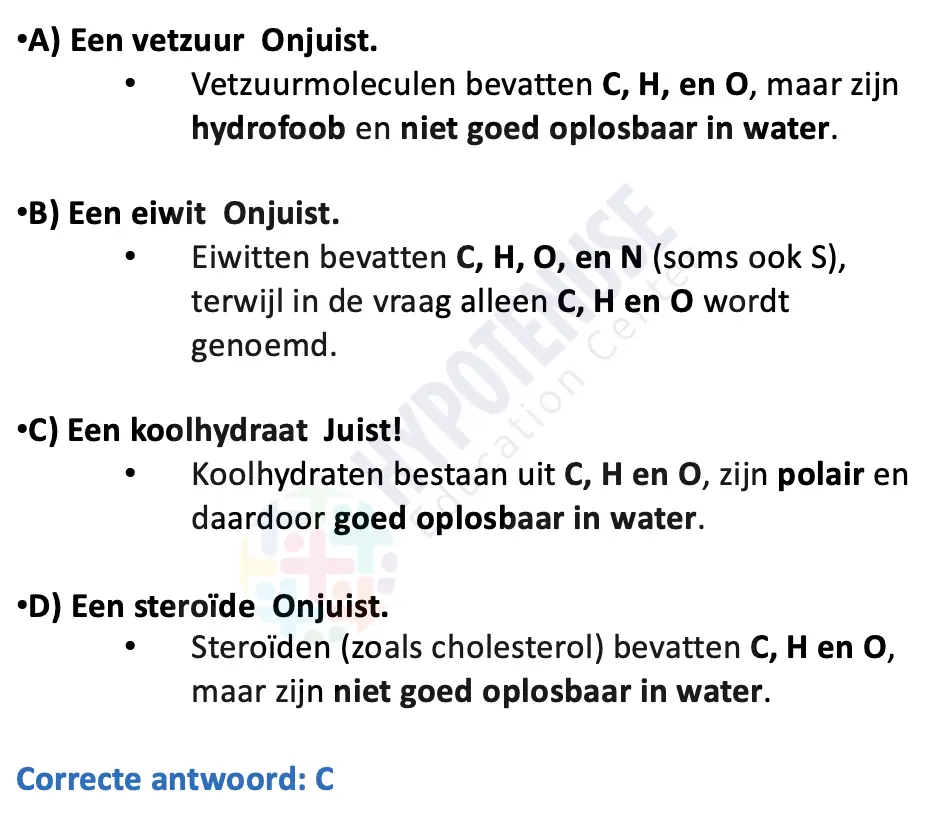 •A) Een vetzuur Onjuist.
• Vetzuurmoleculen bevatten C, H, en O, maar zijn
hydrofoob en niet goed oplosbaar in water.
•B) Een eiwit Onjuist.
• Eiwitten bevatten C, H, O, en N (soms ook S),
terwijl in de vraag alleen C, H en O wordt
genoemd.
•C) Een koolhydraat Juist!
• Koolhydraten bestaan uit C, H en O, zijn polair en
daardoor goed oplosbaar in water.
•D) Een steroïde Onjuist.
• Steroïden (zoals cholesterol) bevatten C, H en O,
maar zijn niet goed oplosbaar in water.
Correcte antwoord: C
HYPOTENUSE
Education Center